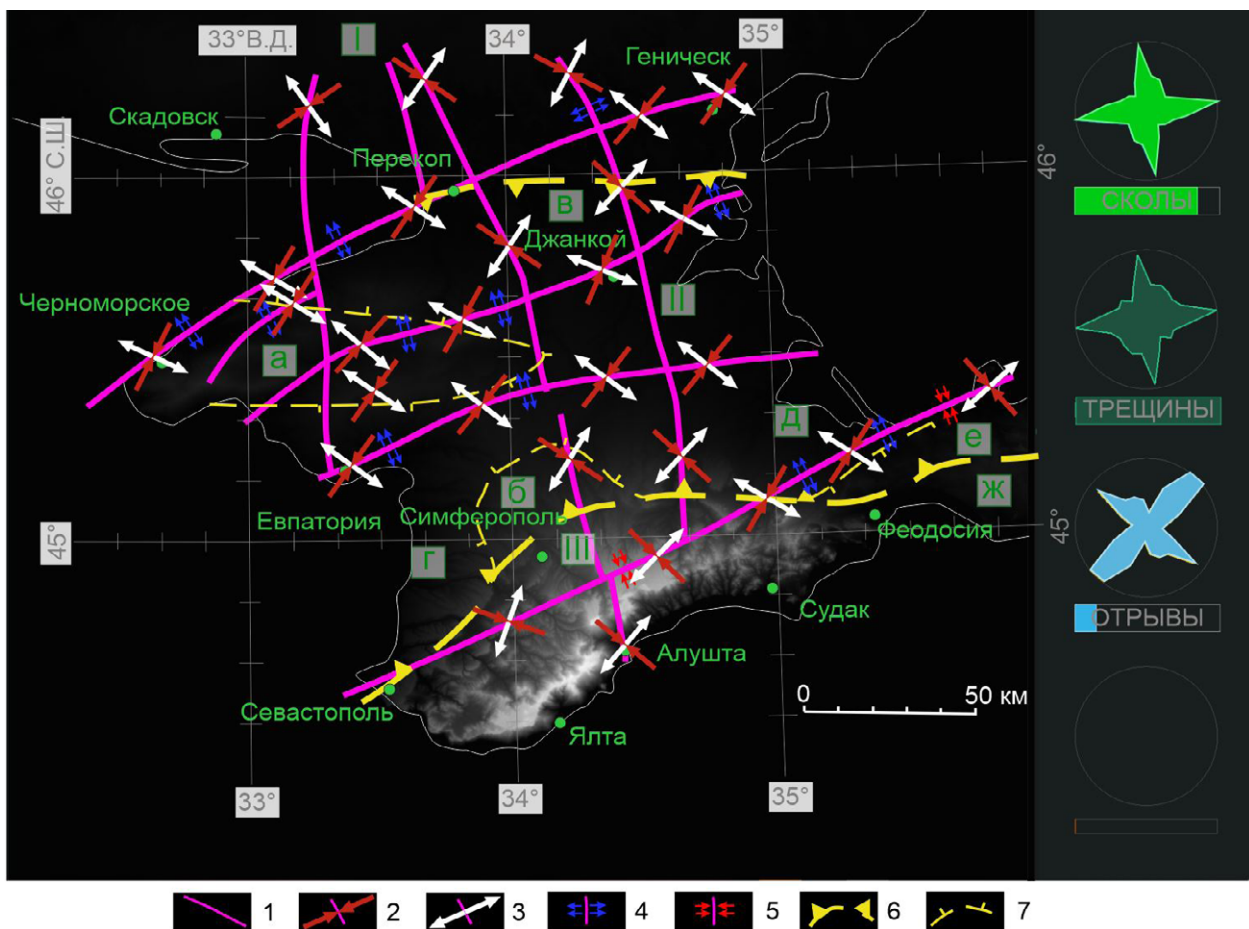 33°В.Д.
I
34°
35°
Геническ
СКОЛЫ
Скадовск
46° С.Ш
Перекоп
46°
в
Джанкой
II
Черноморское
а
ТРЕЩИНЫ
д
е
ж
б
Евпатория
Симферополь
45°
III
г
Феодосия
45°
Судак
ОТРЫВЫ
Алушта
0
50 км
Севастополь
Ялта
33°
34°
35°
1 2 3 4 5 6 7